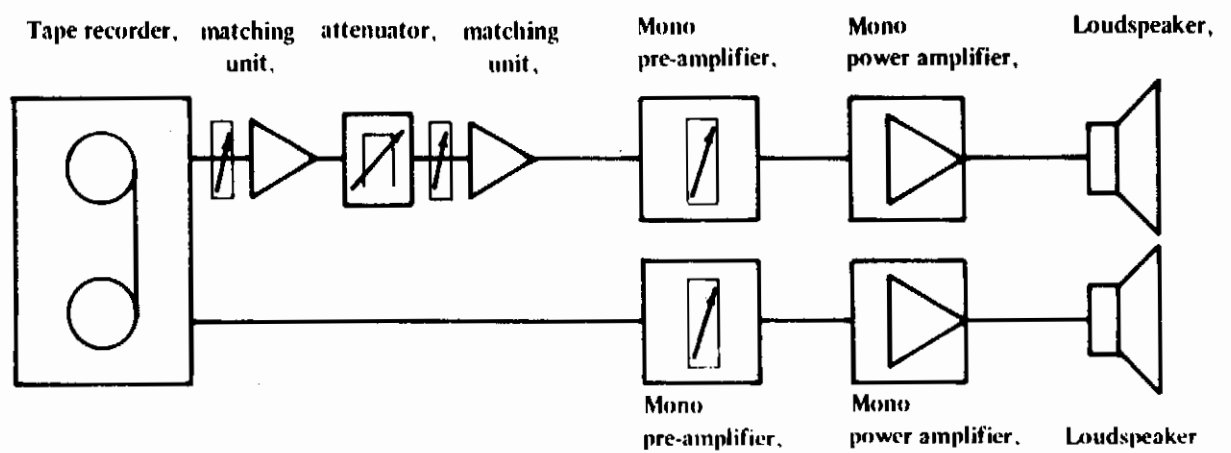 Tape recorder, matching unit, attenuator, matching unit, Mono pre-amplifier, Mono power amplifier, Loudspeaker,
Mono pre-amplifier, Mono power amplifier, Loudspeaker